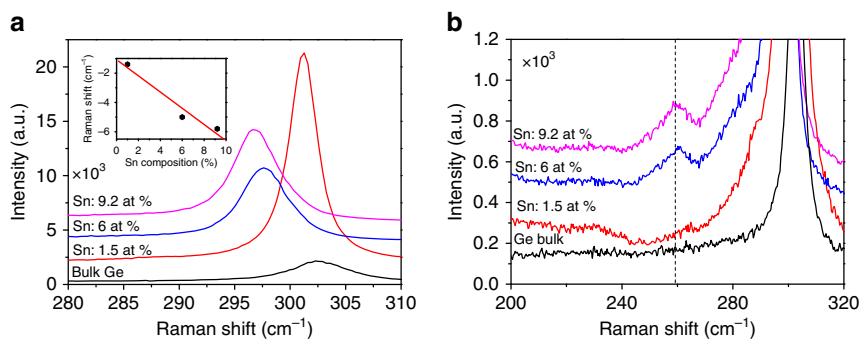 a
Intensity (a.u.)
20
15
10
5
0
×10³
Raman shift (cm⁻¹)
−2
−4
−6
0 2 4 6 8 10
Sn composition (%)
Sn: 9.2 at %
Sn: 6 at %
Sn: 1.5 at %
Bulk Ge
280 285 290 295 300 305 310
Raman shift (cm⁻¹)
b
Intensity (a.u.)
1.2
1.0
0.8
0.6
0.4
0.2
0.0
×10³
Sn: 9.2 at %
Sn: 6 at %
Sn: 1.5 at %
Ge bulk
200 240 280 320
Raman shift (cm⁻¹)